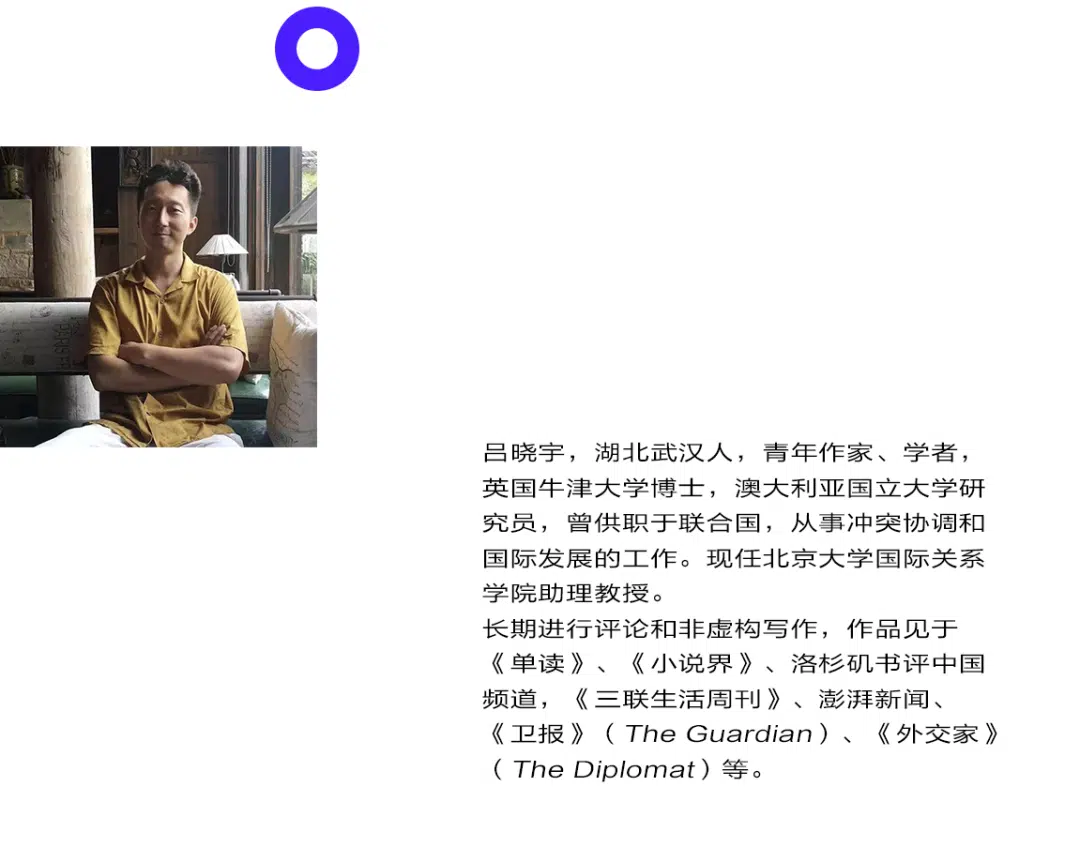 吕晓宇，湖北武汉人，青年作家、学者，
英国牛津大学博士，澳大利亚国立大学研
究员，曾供职于联合国，从事冲突协调和
国际发展的工作。现任北京大学国际关系
学院助理教授。
长期进行评论和非虚构写作，作品见于
《单读》、《小说界》、洛杉矶书评中国
频道，《三联生活周刊》、澎湃新闻、
《卫报》（The Guardian）、《外交家》
（The Diplomat）等。